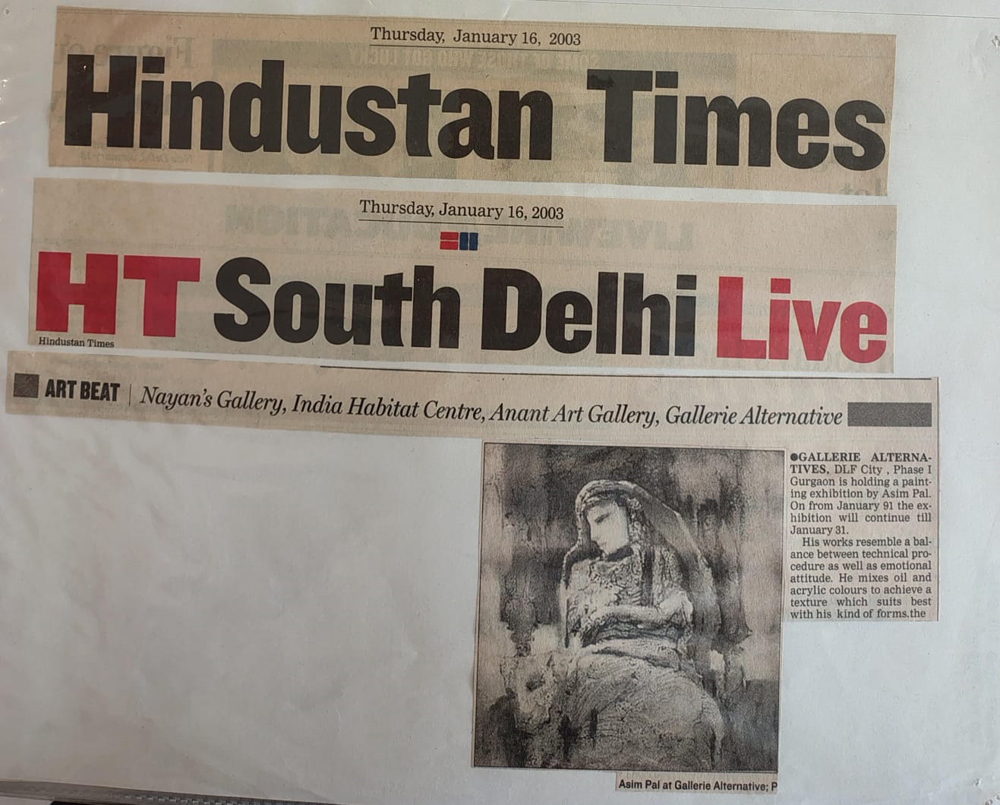 Thursday, January 16, 2003
Hindustan Times
Thursday, January 16, 2003
HT South Delhi Live
Hindustan Times
ART BEAT | Nayan's Gallery, India Habitat Centre, Anant Art Gallery, Gallerie Alternative
●GALLERIE ALTERNA-
TIVES, DLF City , Phase I
Gurgaon is holding a paint-
ing exhibition by Asim Pal.
On from January 91 the ex-
hibition will continue till
January 31.
His works resemble a bal-
ance between technical pro-
cedure as well as emotional
attitude. He mixes oil and
acrylic colours to achieve a
texture which suits best
with his kind of forms.the
Asim Pal at Gallerie Alternative; P